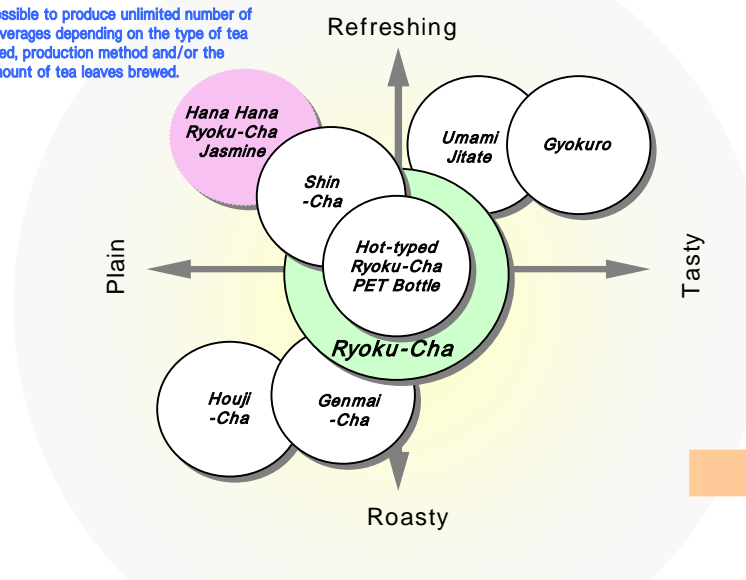 ssible to produce unlimited number of
verages depending on the type of tea
ed, production method and/or the
ount of tea leaves brewed.
Refreshing
Hana Hana
Ryoku-Cha
Jasmine
Umami
Jitate
Gyokuro
Shin
-Cha
Hot-typed
Ryoku-Cha
PET Bottle
Plain
Tasty
Ryoku-Cha
Houji
-Cha
Genmai
-Cha
Roasty